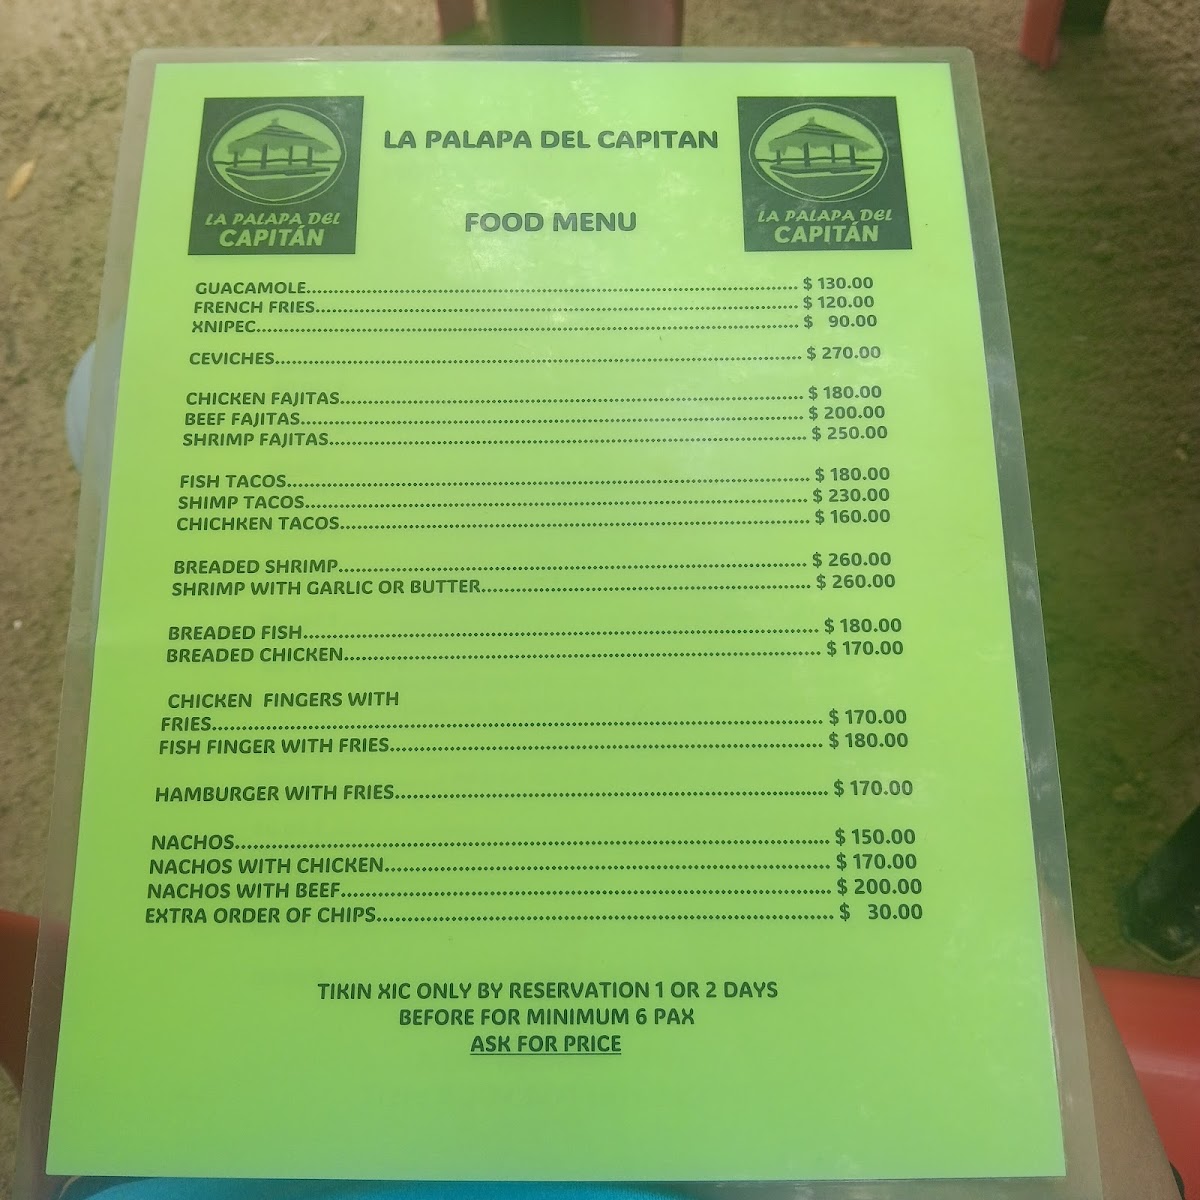 LA PALAPA DEL
CAPITÁN
LA PALAPA DEL CAPITAN
LA PALAPA DEL
CAPITÁN
FOOD MENU
GUACAMOLE $ 130.00
FRENCH FRIES $ 120.00
XNIPEC $ 90.00
CEVICHES $ 270.00
CHICKEN FAJITAS $ 180.00
BEEF FAJITAS $ 200.00
SHRIMP FAJITAS $ 250.00
FISH TACOS $ 180.00
SHIMP TACOS $ 230.00
CHICHKEN TACOS $ 160.00
BREADED SHRIMP $ 260.00
SHRIMP WITH GARLIC OR BUTTER $ 260.00
BREADED FISH $ 180.00
BREADED CHICKEN $ 170.00
CHICKEN FINGERS WITH
FRIES $ 170.00
FISH FINGER WITH FRIES $ 180.00
HAMBURGER WITH FRIES $ 170.00
NACHOS $ 150.00
NACHOS WITH CHICKEN $ 170.00
NACHOS WITH BEEF $ 200.00
EXTRA ORDER OF CHIPS $ 30.00
TIKIN XIC ONLY BY RESERVATION 1 OR 2 DAYS
BEFORE FOR MINIMUM 6 PAX
ASK FOR PRICE